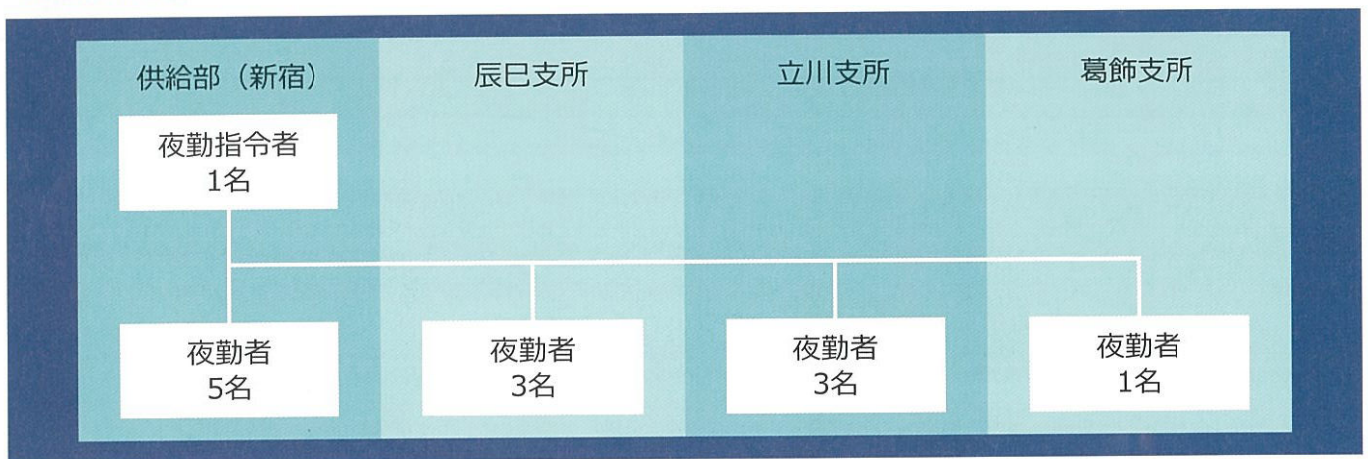 供給部（新宿）
辰巳支所
立川支所
葛飾支所
夜勤指令者
1名
夜勤者
5名
夜勤者
3名
夜勤者
3名
夜勤者
1名